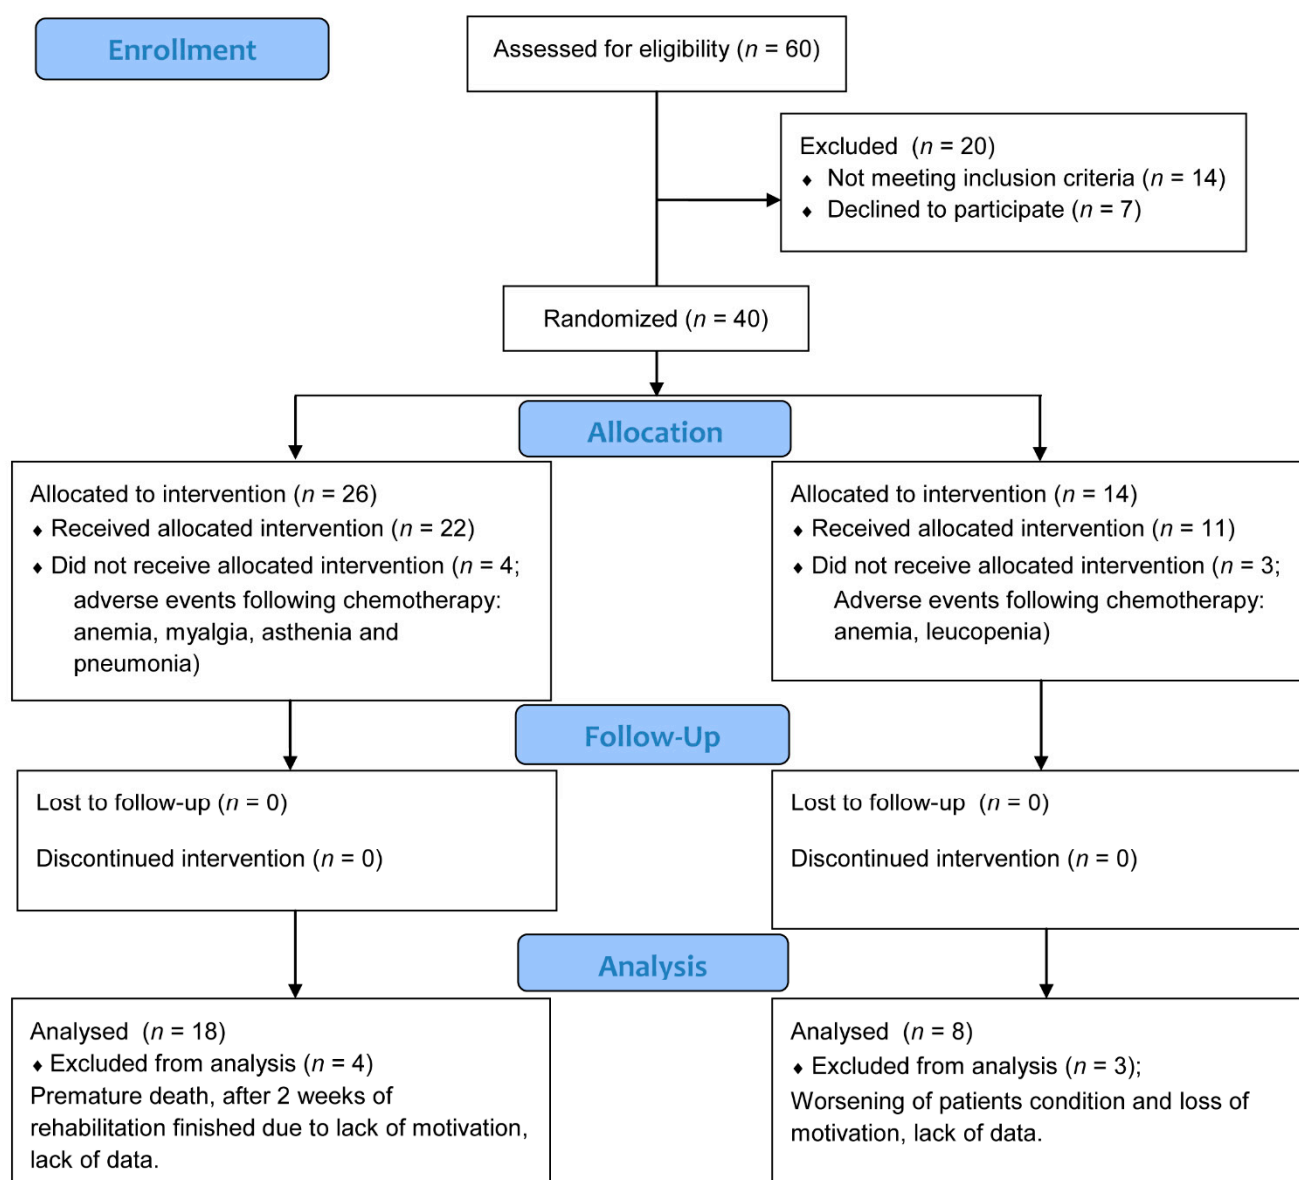 Enrollment
Assessed for eligibility (n = 60)
Excluded (n = 20)
♦ Not meeting inclusion criteria (n = 14)
♦ Declined to participate (n = 7)
Randomized (n = 40)
Allocation
Allocated to intervention (n = 26)
♦ Received allocated intervention (n = 22)
♦ Did not receive allocated intervention (n = 4;
adverse events following chemotherapy:
anemia, myalgia, asthenia and
pneumonia)
Allocated to intervention (n = 14)
♦ Received allocated intervention (n = 11)
♦ Did not receive allocated intervention (n = 3;
Adverse events following chemotherapy:
anemia, leucopenia)
Follow-Up
Lost to follow-up (n = 0)
Discontinued intervention (n = 0)
Lost to follow-up (n = 0)
Discontinued intervention (n = 0)
Analysis
Analysed (n = 18)
♦ Excluded from analysis (n = 4)
Premature death, after 2 weeks of
rehabilitation finished due to lack of motivation,
lack of data.
Analysed (n = 8)
♦ Excluded from analysis (n = 3);
Worsening of patients condition and loss of
motivation, lack of data.